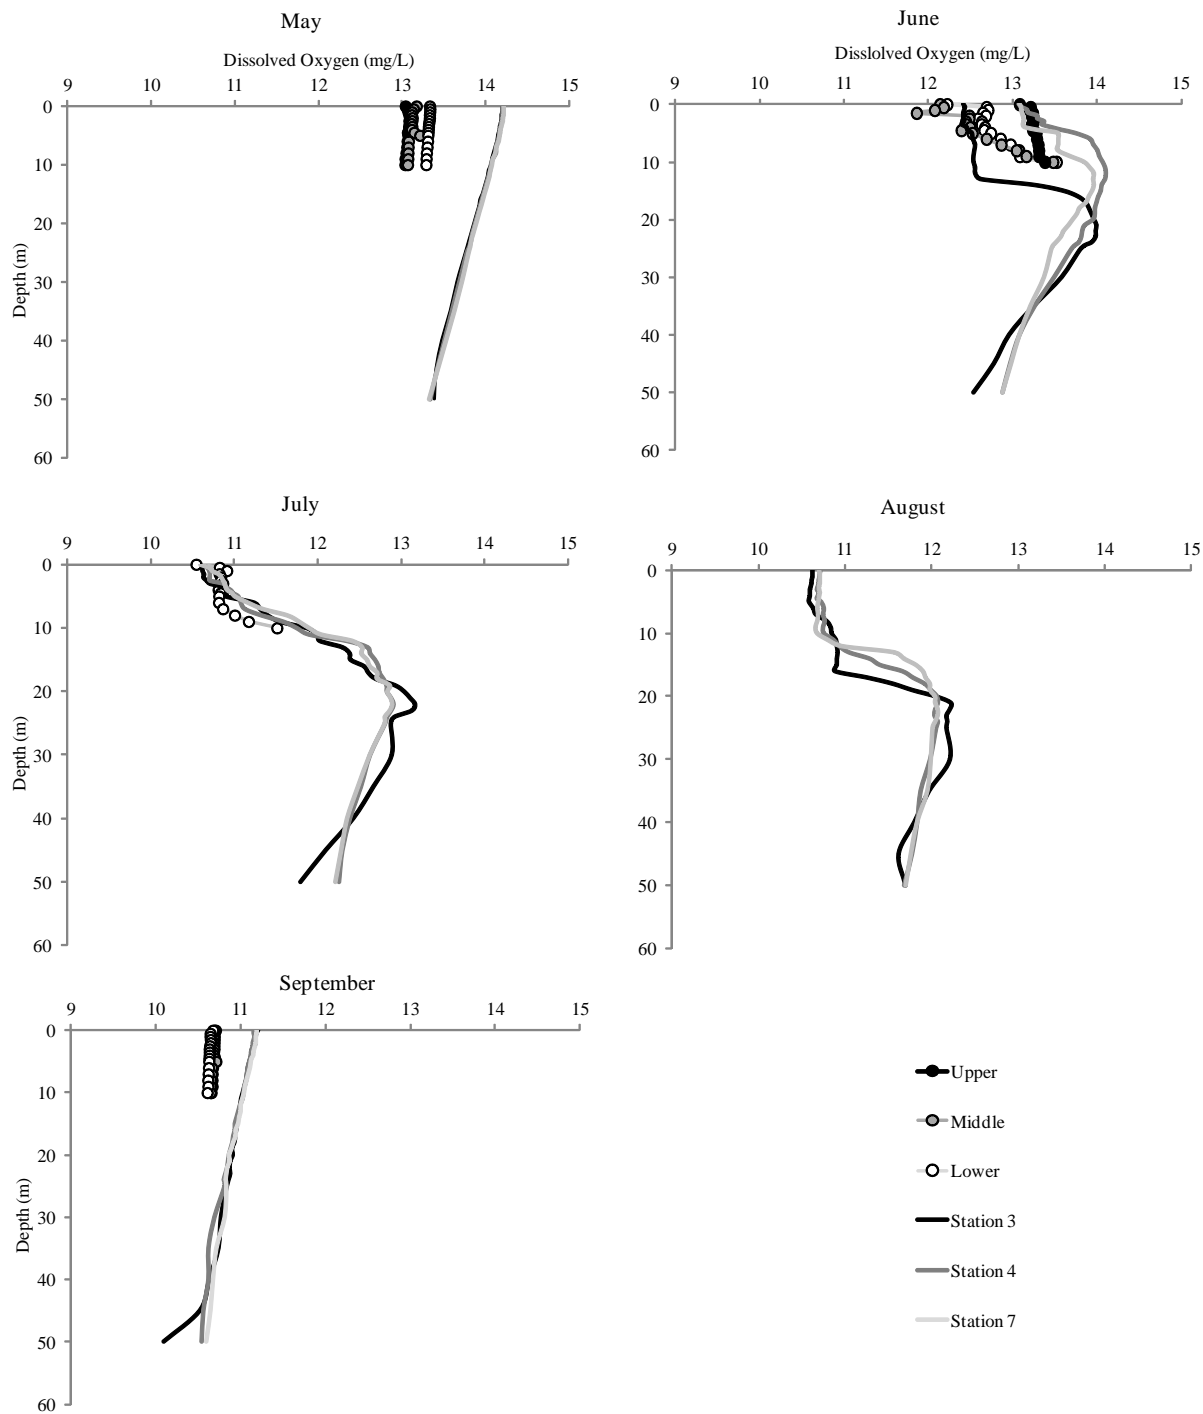 May
Dissolved Oxygen (mg/L)
9 10 11 12 13 14 15
0
10
20
30
40
50
60
Depth (m)
June
Disslolved Oxygen (mg/L)
9 10 11 12 13 14 15
0
10
20
30
40
50
60
July
9 10 11 12 13 14 15
0
10
20
30
40
50
60
Depth (m)
August
9 10 11 12 13 14 15
0
10
20
30
40
50
60
September
9 10 11 12 13 14 15
0
10
20
30
40
50
60
Depth (m)
Upper
Middle
Lower
Station 3
Station 4
Station 7